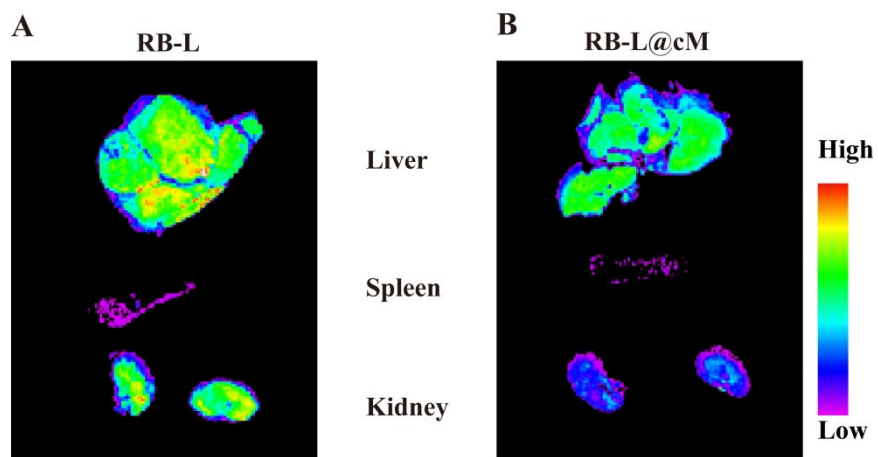 A
RB-L
B
RB-L@cM
Liver
Spleen
Kidney
High
Low